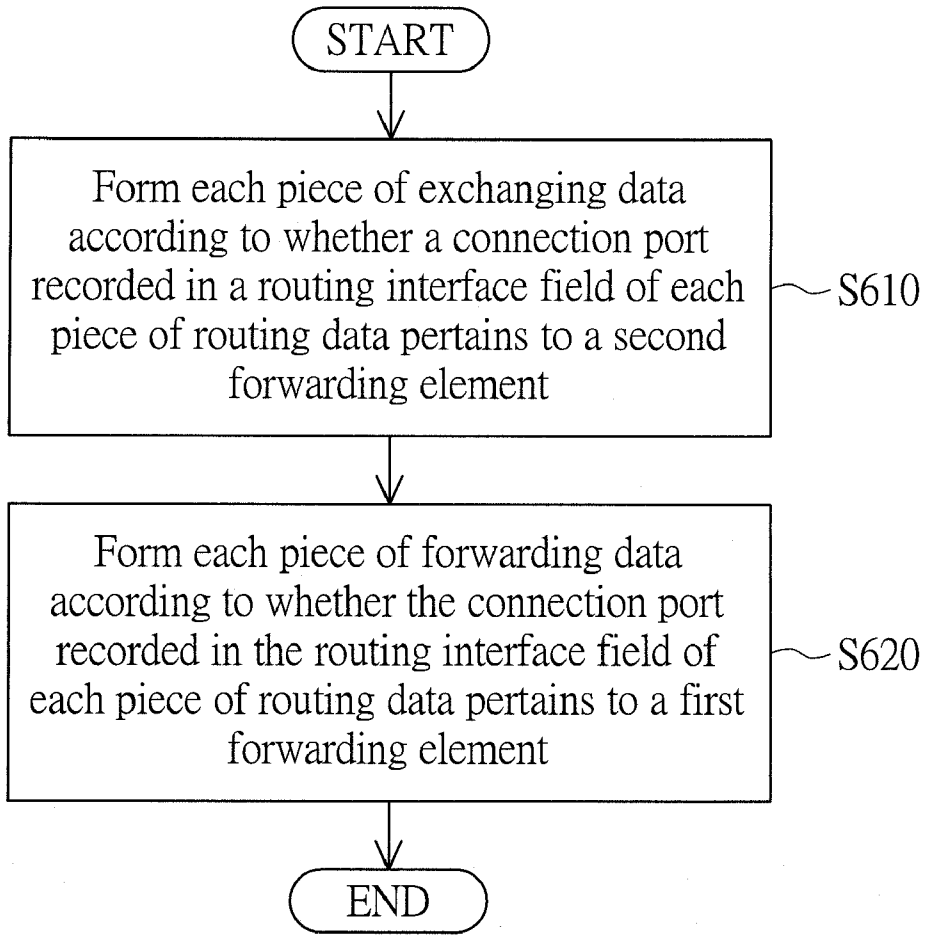 START
Form each piece of exchanging data
according to whether a connection port
recorded in a routing interface field of each
piece of routing data pertains to a second
forwarding element
S610
Form each piece of forwarding data
according to whether the connection port
recorded in the routing interface field of
each piece of routing data pertains to a first
forwarding element
S620
END